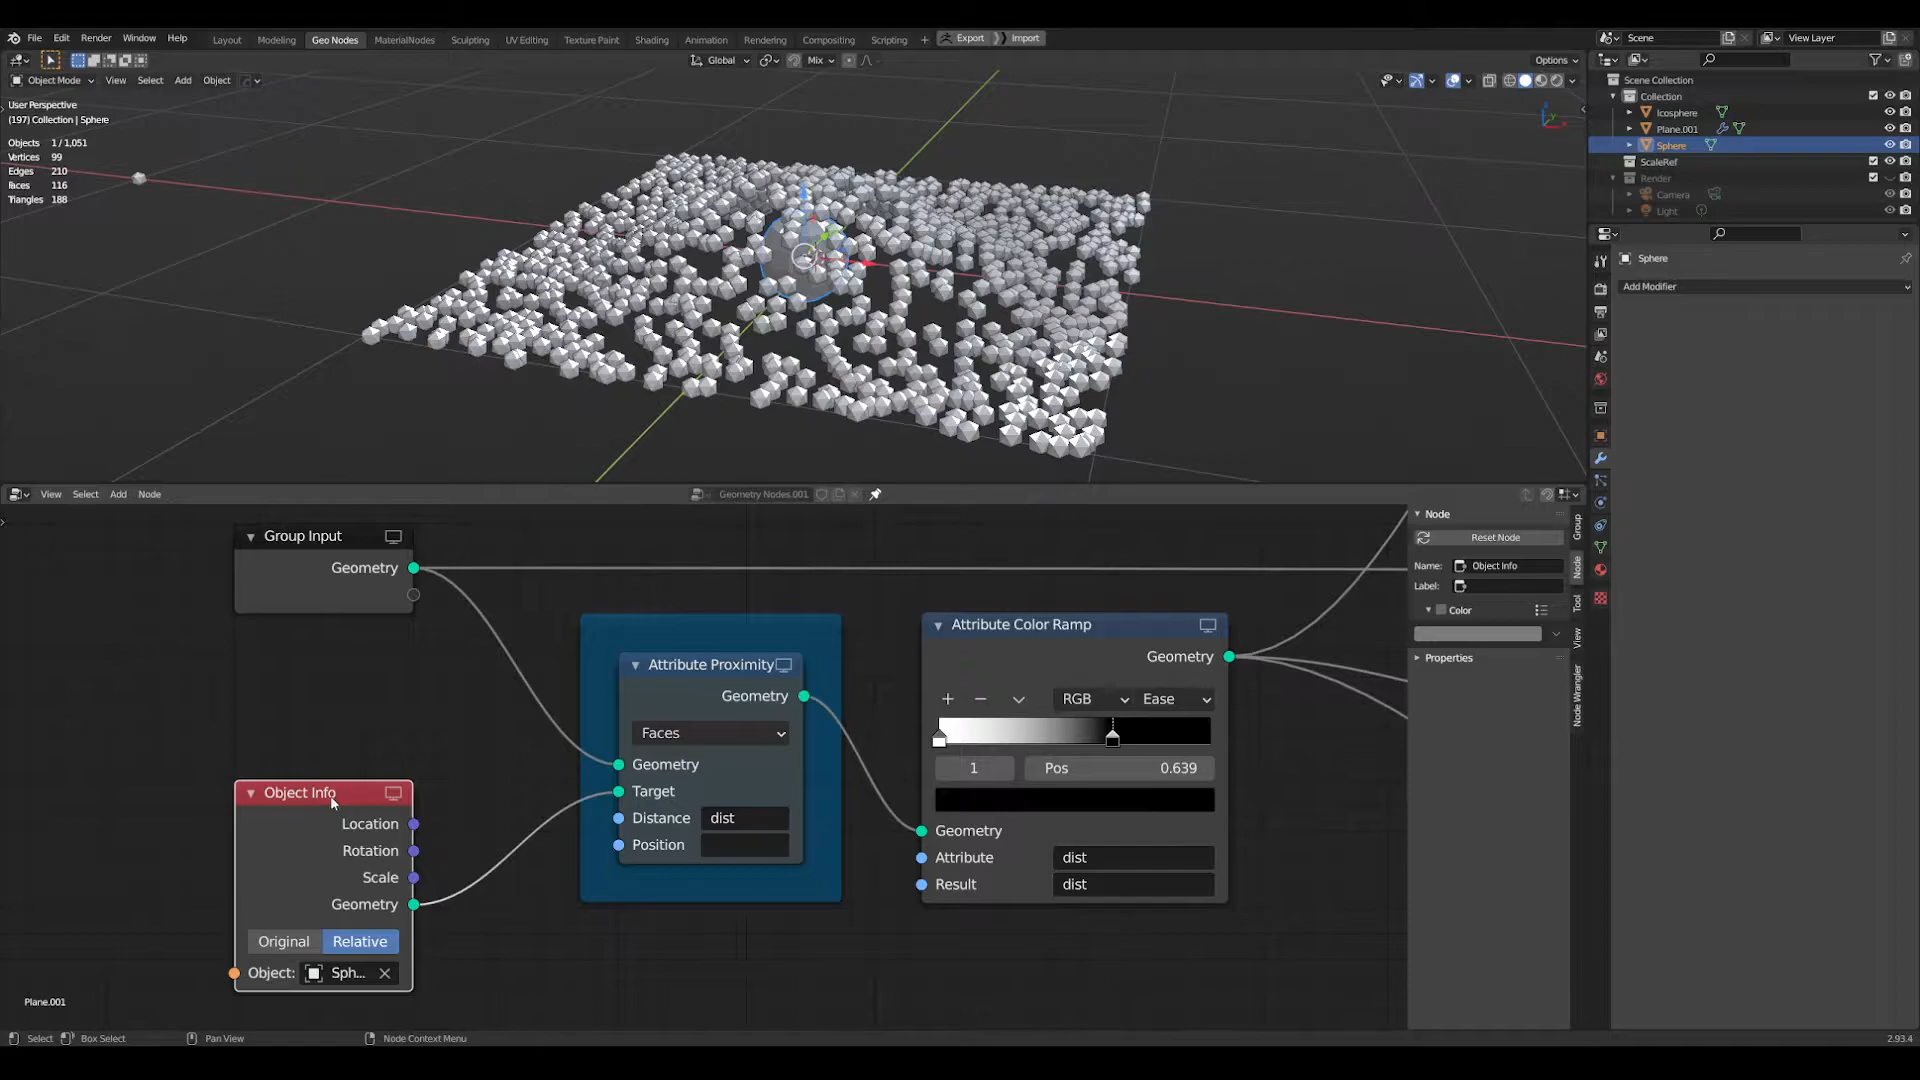 File Edit Render Window Help Layout Modeling Geo Nodes MaterialNodes Sculpting UV Editing Texture Paint Shading Animation Rendering Compositing Scripting + Export Import Scene View Layer
Global Mix Options
Object Mode View Select Add Object
User Perspective
(197) Collection | Sphere
Objects 1 / 1,051
Vertices 99
Edges 210
Faces 116
Triangles 188
Scene Collection
Collection
Icosphere
Plane.001
Sphere
ScaleRef
Render
Camera
Light
Sphere
Add Modifier
View Select Add Node Geometry Nodes.001
Group Input
Geometry
Object Info
Location
Rotation
Scale
Geometry
Original Relative
Object: Sph...
Attribute Proximity
Geometry
Faces
Geometry
Target
Distance dist
Position
Attribute Color Ramp
Geometry
RGB Ease
1 Pos 0.639
Geometry
Attribute dist
Result dist
Node
Reset Node
Name: Object Info
Label:
Color
Properties
Group
Node
Tool
View
Node Wrangler
Plane.001
Select Box Select Pan View Node Context Menu 2.93.4